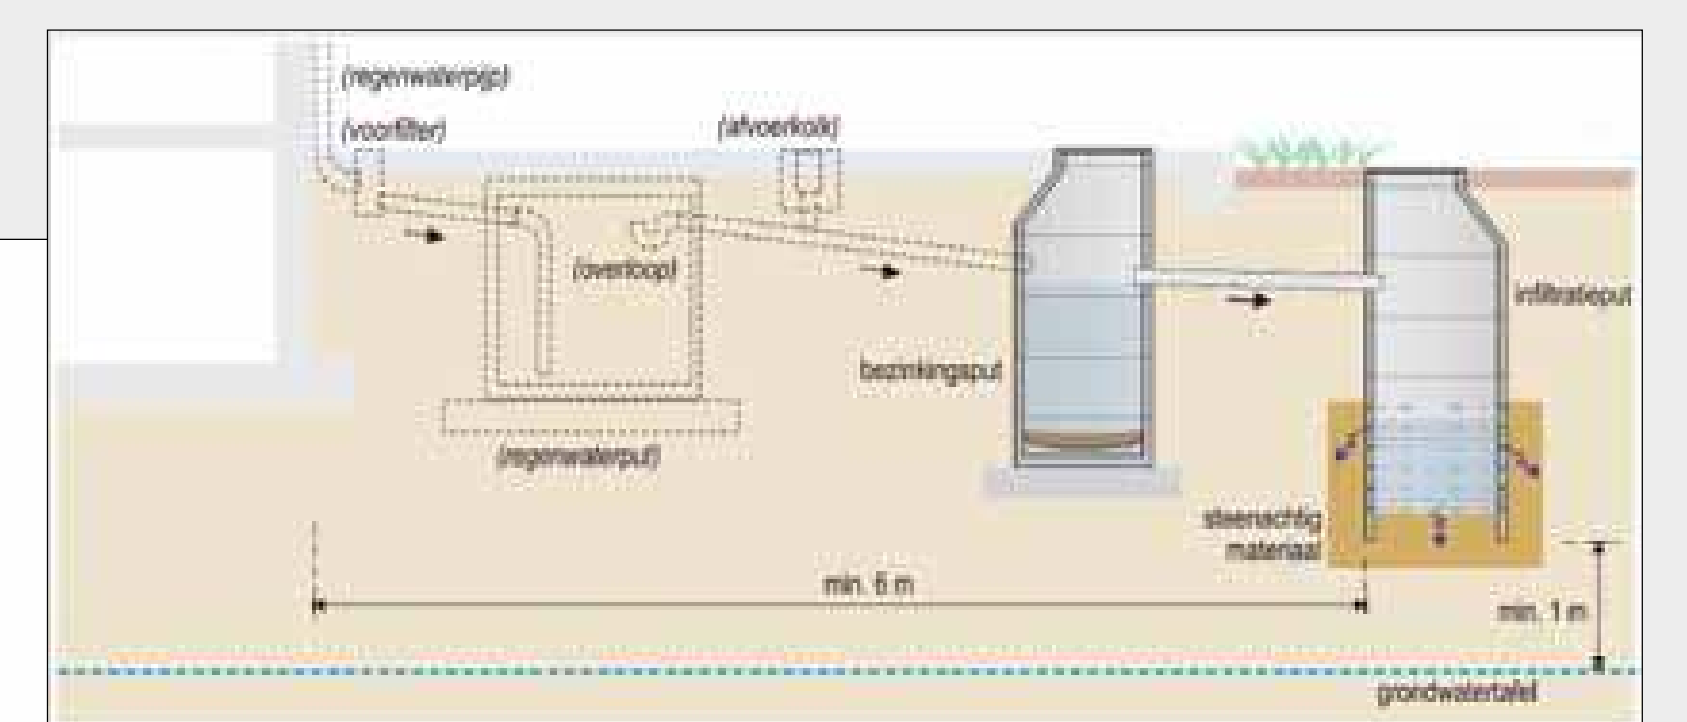 (regenwaterpijp)
(voorfilter)
(afvoerkolk)
(overloop)
infiltratieput
bezinkingsput
(regenwaterput)
steenachtig
materiaal
min. 6 m
min. 1 m
grondwatertafel